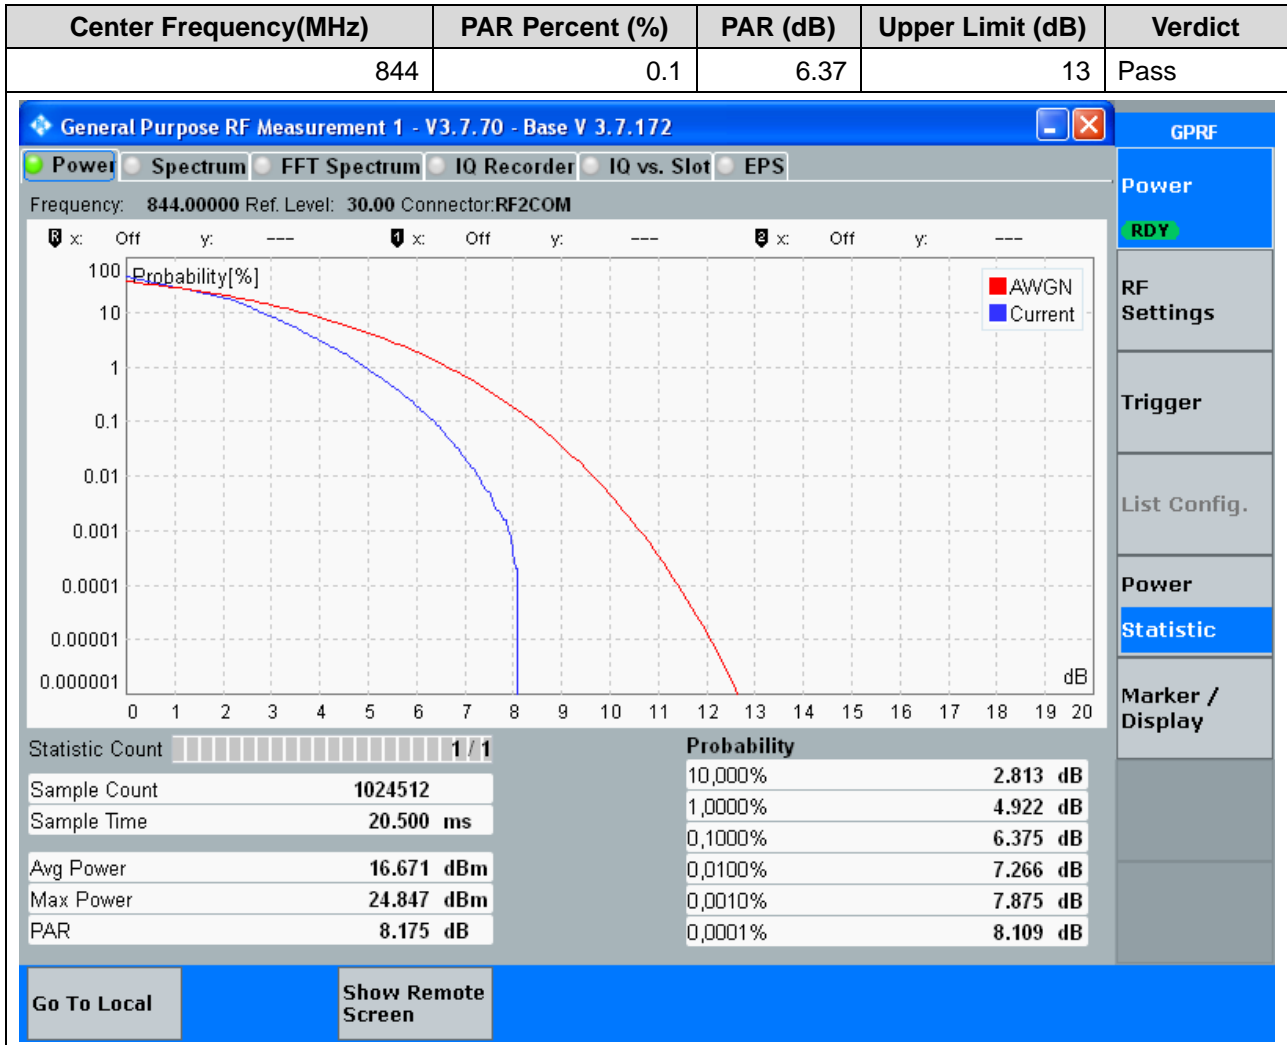 Center Frequency(MHz) PAR Percent (%) PAR (dB) Upper Limit (dB) Verdict
844 0.1 6.37 13 Pass
General Purpose RF Measurement 1 - V3.7.70 - Base V 3.7.172
GPRF
Power Spectrum FFT Spectrum IQ Recorder IQ vs. Slot EPS
Power
RDY
Frequency: 844.00000 Ref. Level: 30.00 Connector:RF2COM
R x: Off y: --- 1 x: Off y: --- 2 x: Off y: ---
Probability[%]
AWGN
Current
100
10
1
0.1
0.01
0.001
0.0001
0.00001
0.000001
dB
0 1 2 3 4 5 6 7 8 9 10 11 12 13 14 15 16 17 18 19 20
RF
Settings
Trigger
List Config.
Power
Statistic
Marker /
Display
Statistic Count 1 / 1
Sample Count 1024512
Sample Time 20.500 ms
Avg Power 16.671 dBm
Max Power 24.847 dBm
PAR 8.175 dB
Probability
10,000% 2.813 dB
1,0000% 4.922 dB
0,1000% 6.375 dB
0,0100% 7.266 dB
0,0010% 7.875 dB
0,0001% 8.109 dB
Go To Local
Show Remote
Screen